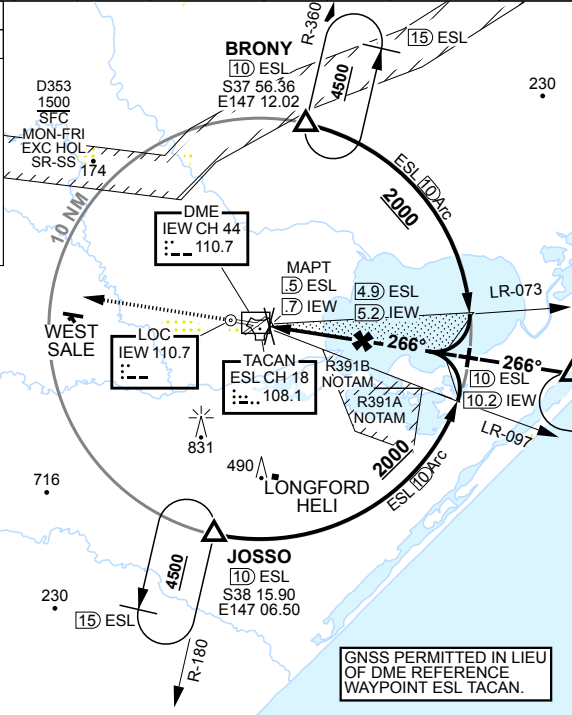 R-360
15 ESL
BRONY
10 ESL
S37 56.36
E147 12.02
4500
230
D353
1500
SFC
MON-FRI
EXC HOL
SR-SS
174
10 NM
ESL 10 Arc
2000
DME
IEW CH 44
110.7
MAPT
.5 ESL
.7 IEW
4.9 ESL
5.2 IEW
LR-073
WEST
SALE
LOC
IEW 110.7
TACAN
ESL CH 18
108.1
266°
266°
R391B
NOTAM
R391A
NOTAM
10 ESL
10.2 IEW
LR-097
831
490
LONGFORD
HELI
2000
ESL 10 Arc
716
JOSSO
10 ESL
S38 15.90
E147 06.50
4500
230
15 ESL
R-180
GNSS PERMITTED IN LIEU
OF DME REFERENCE
WAYPOINT ESL TACAN.